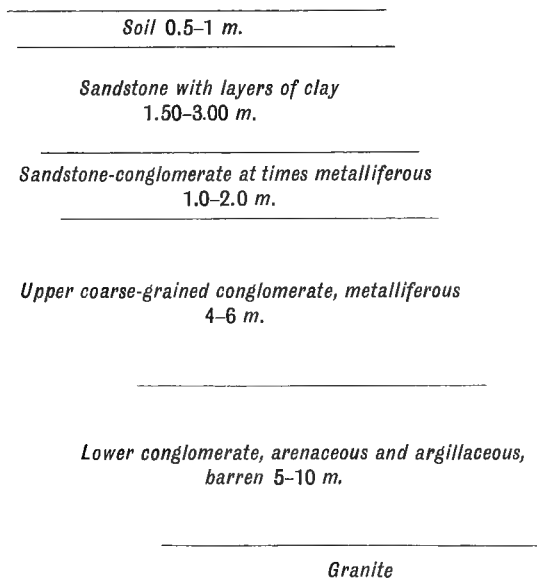 Soil 0.5–1 m.
Sandstone with layers of clay
1.50–3.00 m.
Sandstone-conglomerate at times metalliferous
1.0–2.0 m.
Upper coarse-grained conglomerate, metalliferous
4–6 m.
Lower conglomerate, arenaceous and argillaceous,
barren 5–10 m.
Granite